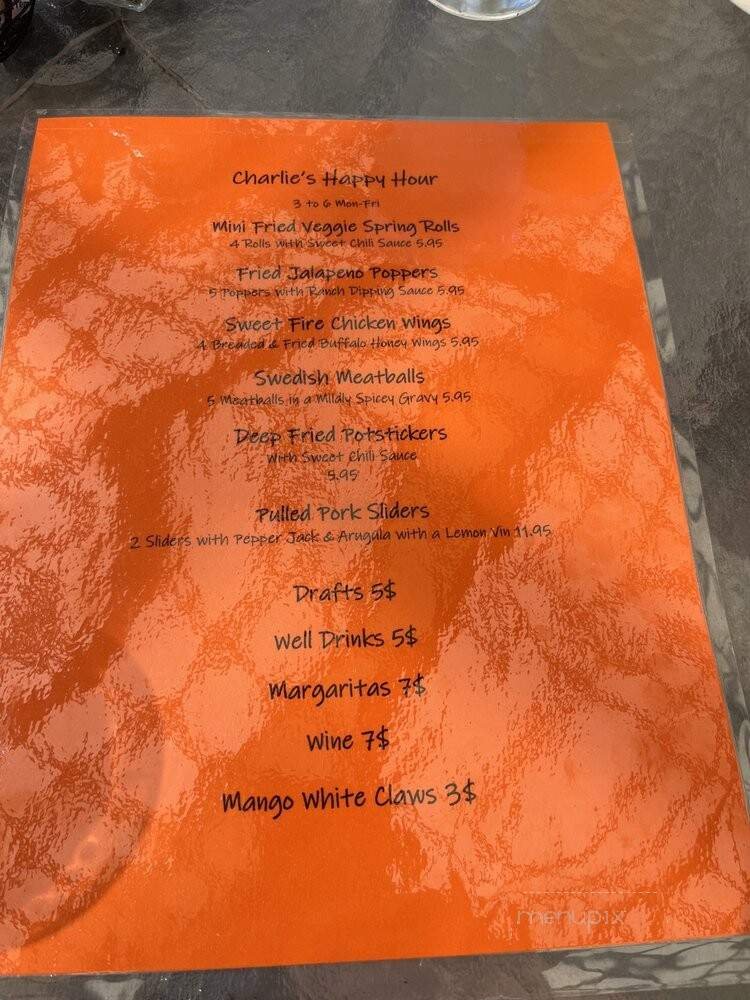 Charlie's Happy Hour
3 to 6 Mon-Fri
Mini Fried Veggie Spring Rolls
4 Rolls with Sweet Chili Sauce 5.95
Fried Jalapeno Poppers
5 Poppers with Ranch Dipping Sauce 5.95
Sweet Fire Chicken Wings
4 Breaded & Fried Buffalo Honey Wings 5.95
Swedish Meatballs
5 Meatballs in a Mildly Spicey Gravy 5.95
Deep Fried Potstickers
With Sweet Chili Sauce
5.95
Pulled Pork Sliders
2 Sliders with Pepper Jack & Arugula with a Lemon Vin 11.95
Drafts 5$
Well Drinks 5$
Margaritas 7$
Wine 7$
Mango White Claws 3$
menupix